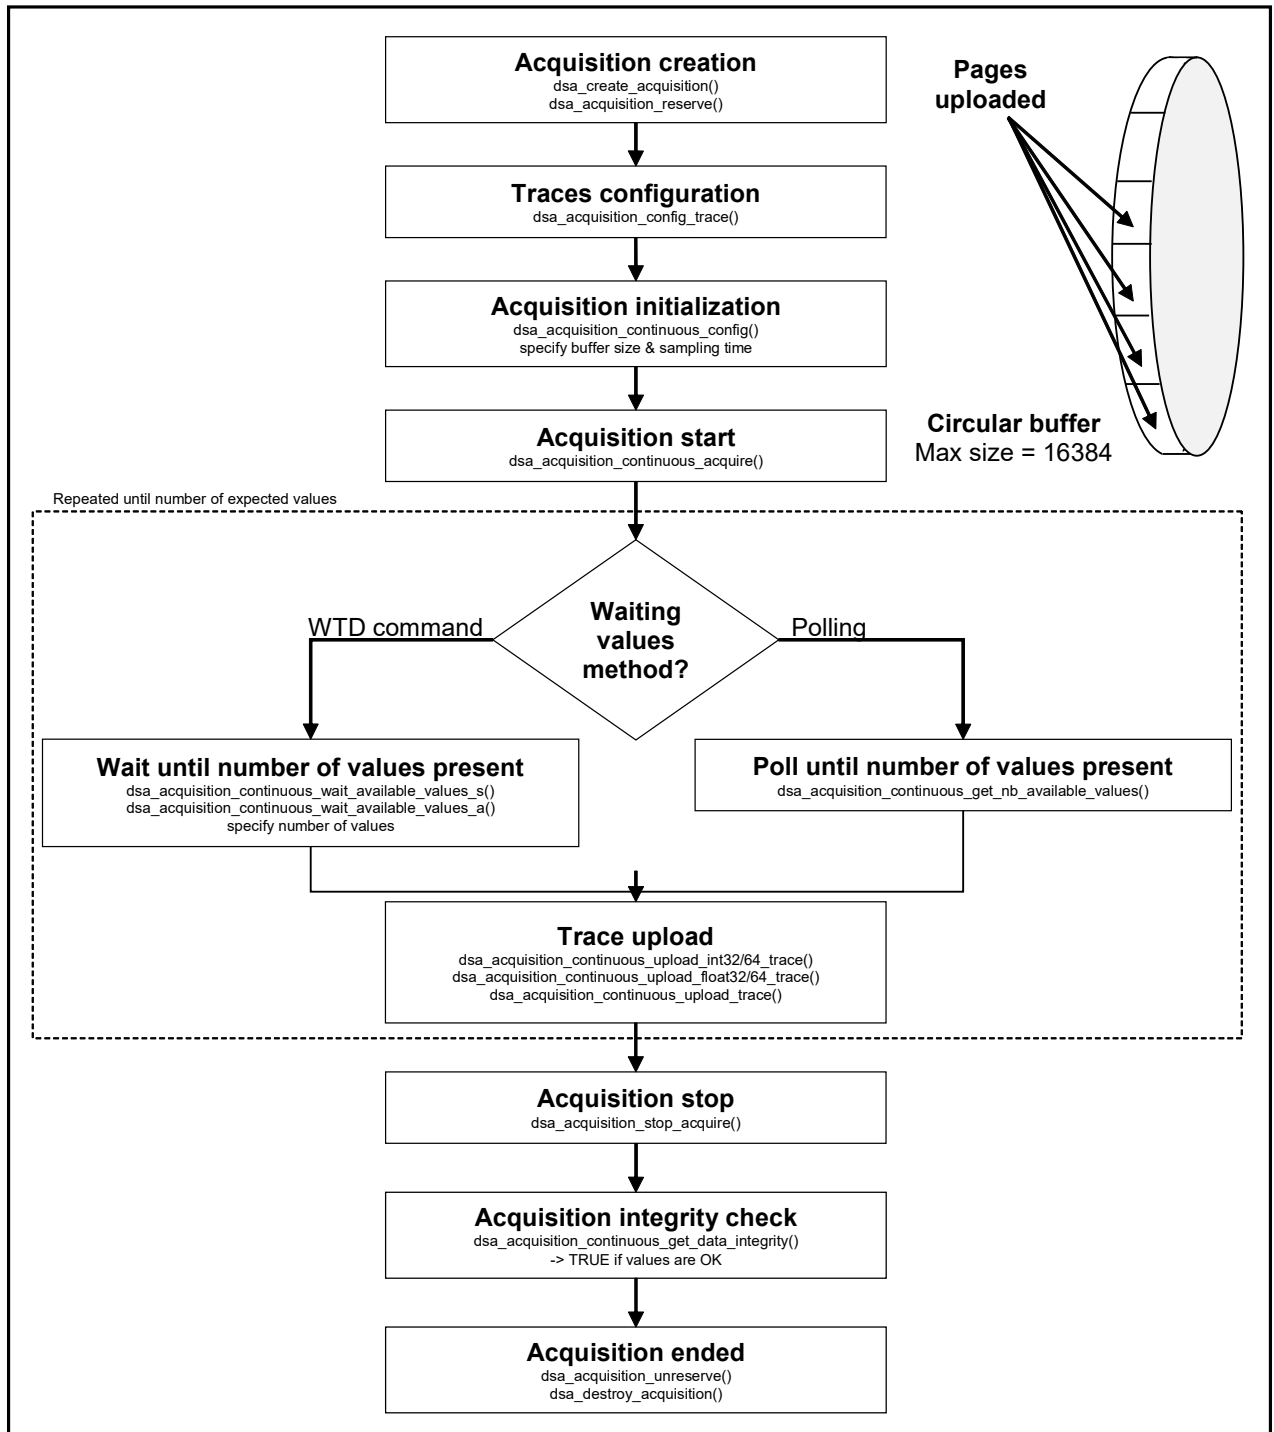 Acquisition creation
dsa_create_acquisition()
dsa_acquisition_reserve()
Pages
uploaded
Traces configuration
dsa_acquisition_config_trace()
Acquisition initialization
dsa_acquisition_continuous_config()
specify buffer size & sampling time
Circular buffer
Max size = 16384
Acquisition start
dsa_acquisition_continuous_acquire()
Repeated until number of expected values
Waiting
values
method?
WTD command
Polling
Wait until number of values present
dsa_acquisition_continuous_wait_available_values_s()
dsa_acquisition_continuous_wait_available_values_a()
specify number of values
Poll until number of values present
dsa_acquisition_continuous_get_nb_available_values()
Trace upload
dsa_acquisition_continuous_upload_int32/64_trace()
dsa_acquisition_continuous_upload_float32/64_trace()
dsa_acquisition_continuous_upload_trace()
Acquisition stop
dsa_acquisition_stop_acquire()
Acquisition integrity check
dsa_acquisition_continuous_get_data_integrity()
-> TRUE if values are OK
Acquisition ended
dsa_acquisition_unreserve()
dsa_destroy_acquisition()